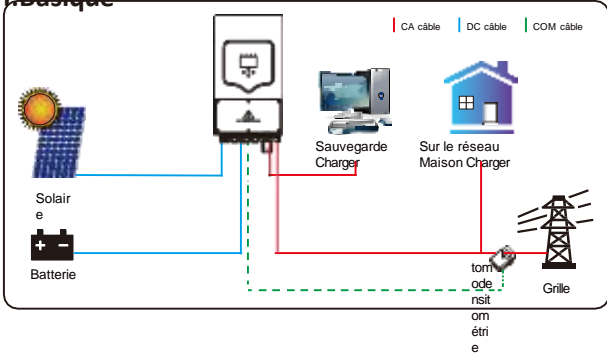 I.Basique
CA câble
DC câble
COM câble
Sauvegarde
Charger
Sur le réseau
Maison Charger
Solair
e
Batterie
Grille
tom
ode
nsit
om
étri
e